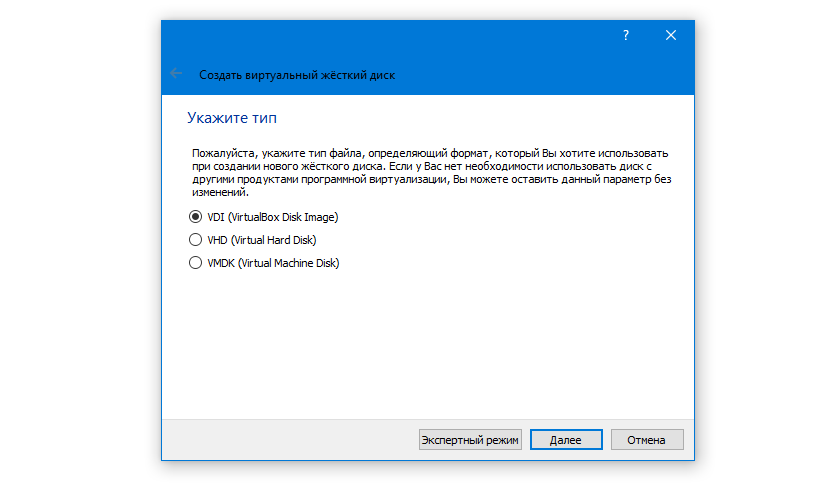 ?
Создать виртуальный жёсткий диск
Укажите тип
Пожалуйста, укажите тип файла, определяющий формат, который Вы хотите использовать
при создании нового жёсткого диска. Если у Вас нет необходимости использовать диск с
другими продуктами программной виртуализации, Вы можете оставить данный параметр без
изменений.
VDI (VirtualBox Disk Image)
VHD (Virtual Hard Disk)
VMDK (Virtual Machine Disk)
Экспертный режим Далее Отмена